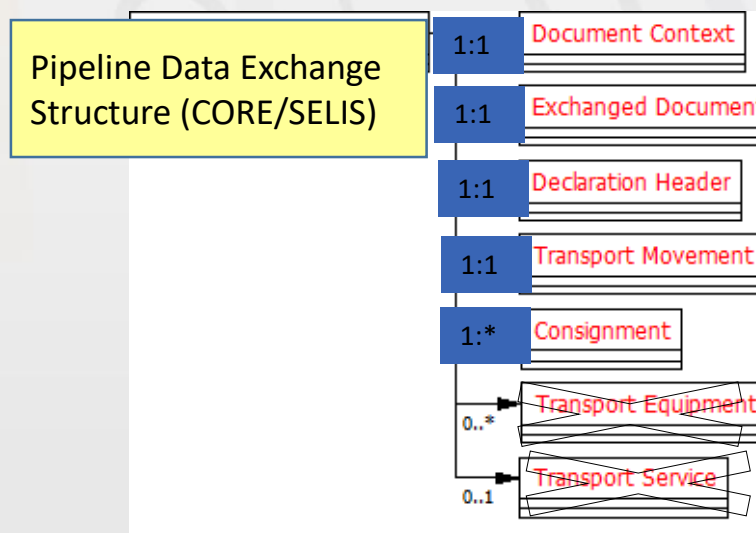 Pipeline Data Exchange
Structure (CORE/SELIS)
1:1 Document Context
1:1 Exchanged Documen
1:1 Declaration Header
1:1 Transport Movement
1:* Consignment
0..* Transport Equipment
0..1 Transport Service